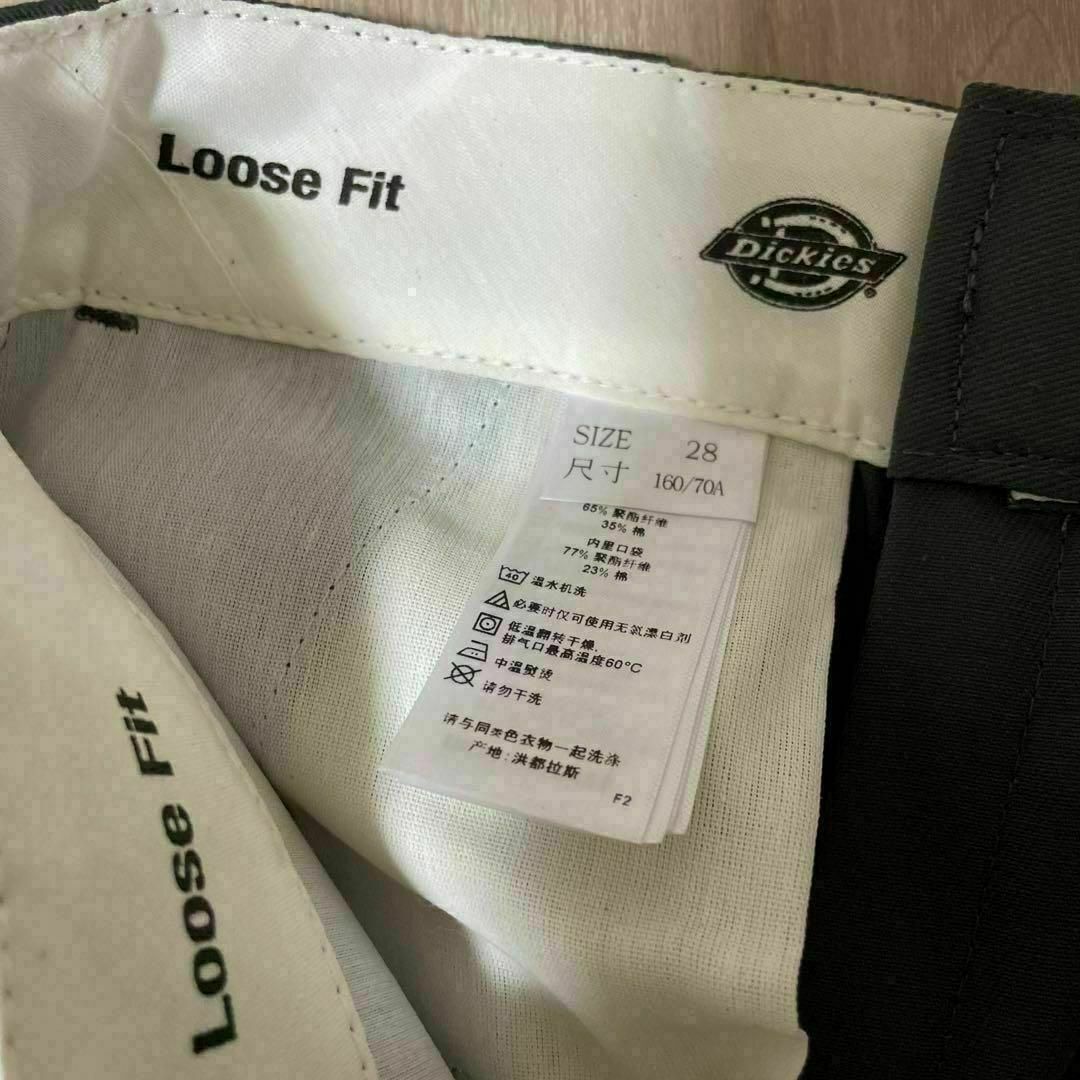 Loose Fit
Dickies
®
SIZE 28
尺寸 160/70A
65% 聚酯纤维
35% 棉
内里口袋
77% 聚酯纤维
23% 棉
40 温水机洗
必要时仅可使用无氯漂白剂
低温翻转干燥,
排气口最高温度60°C
中温熨烫
请勿干洗
请与同类色衣物一起洗涤
产地: 洪都拉斯
F2
Loose Fit